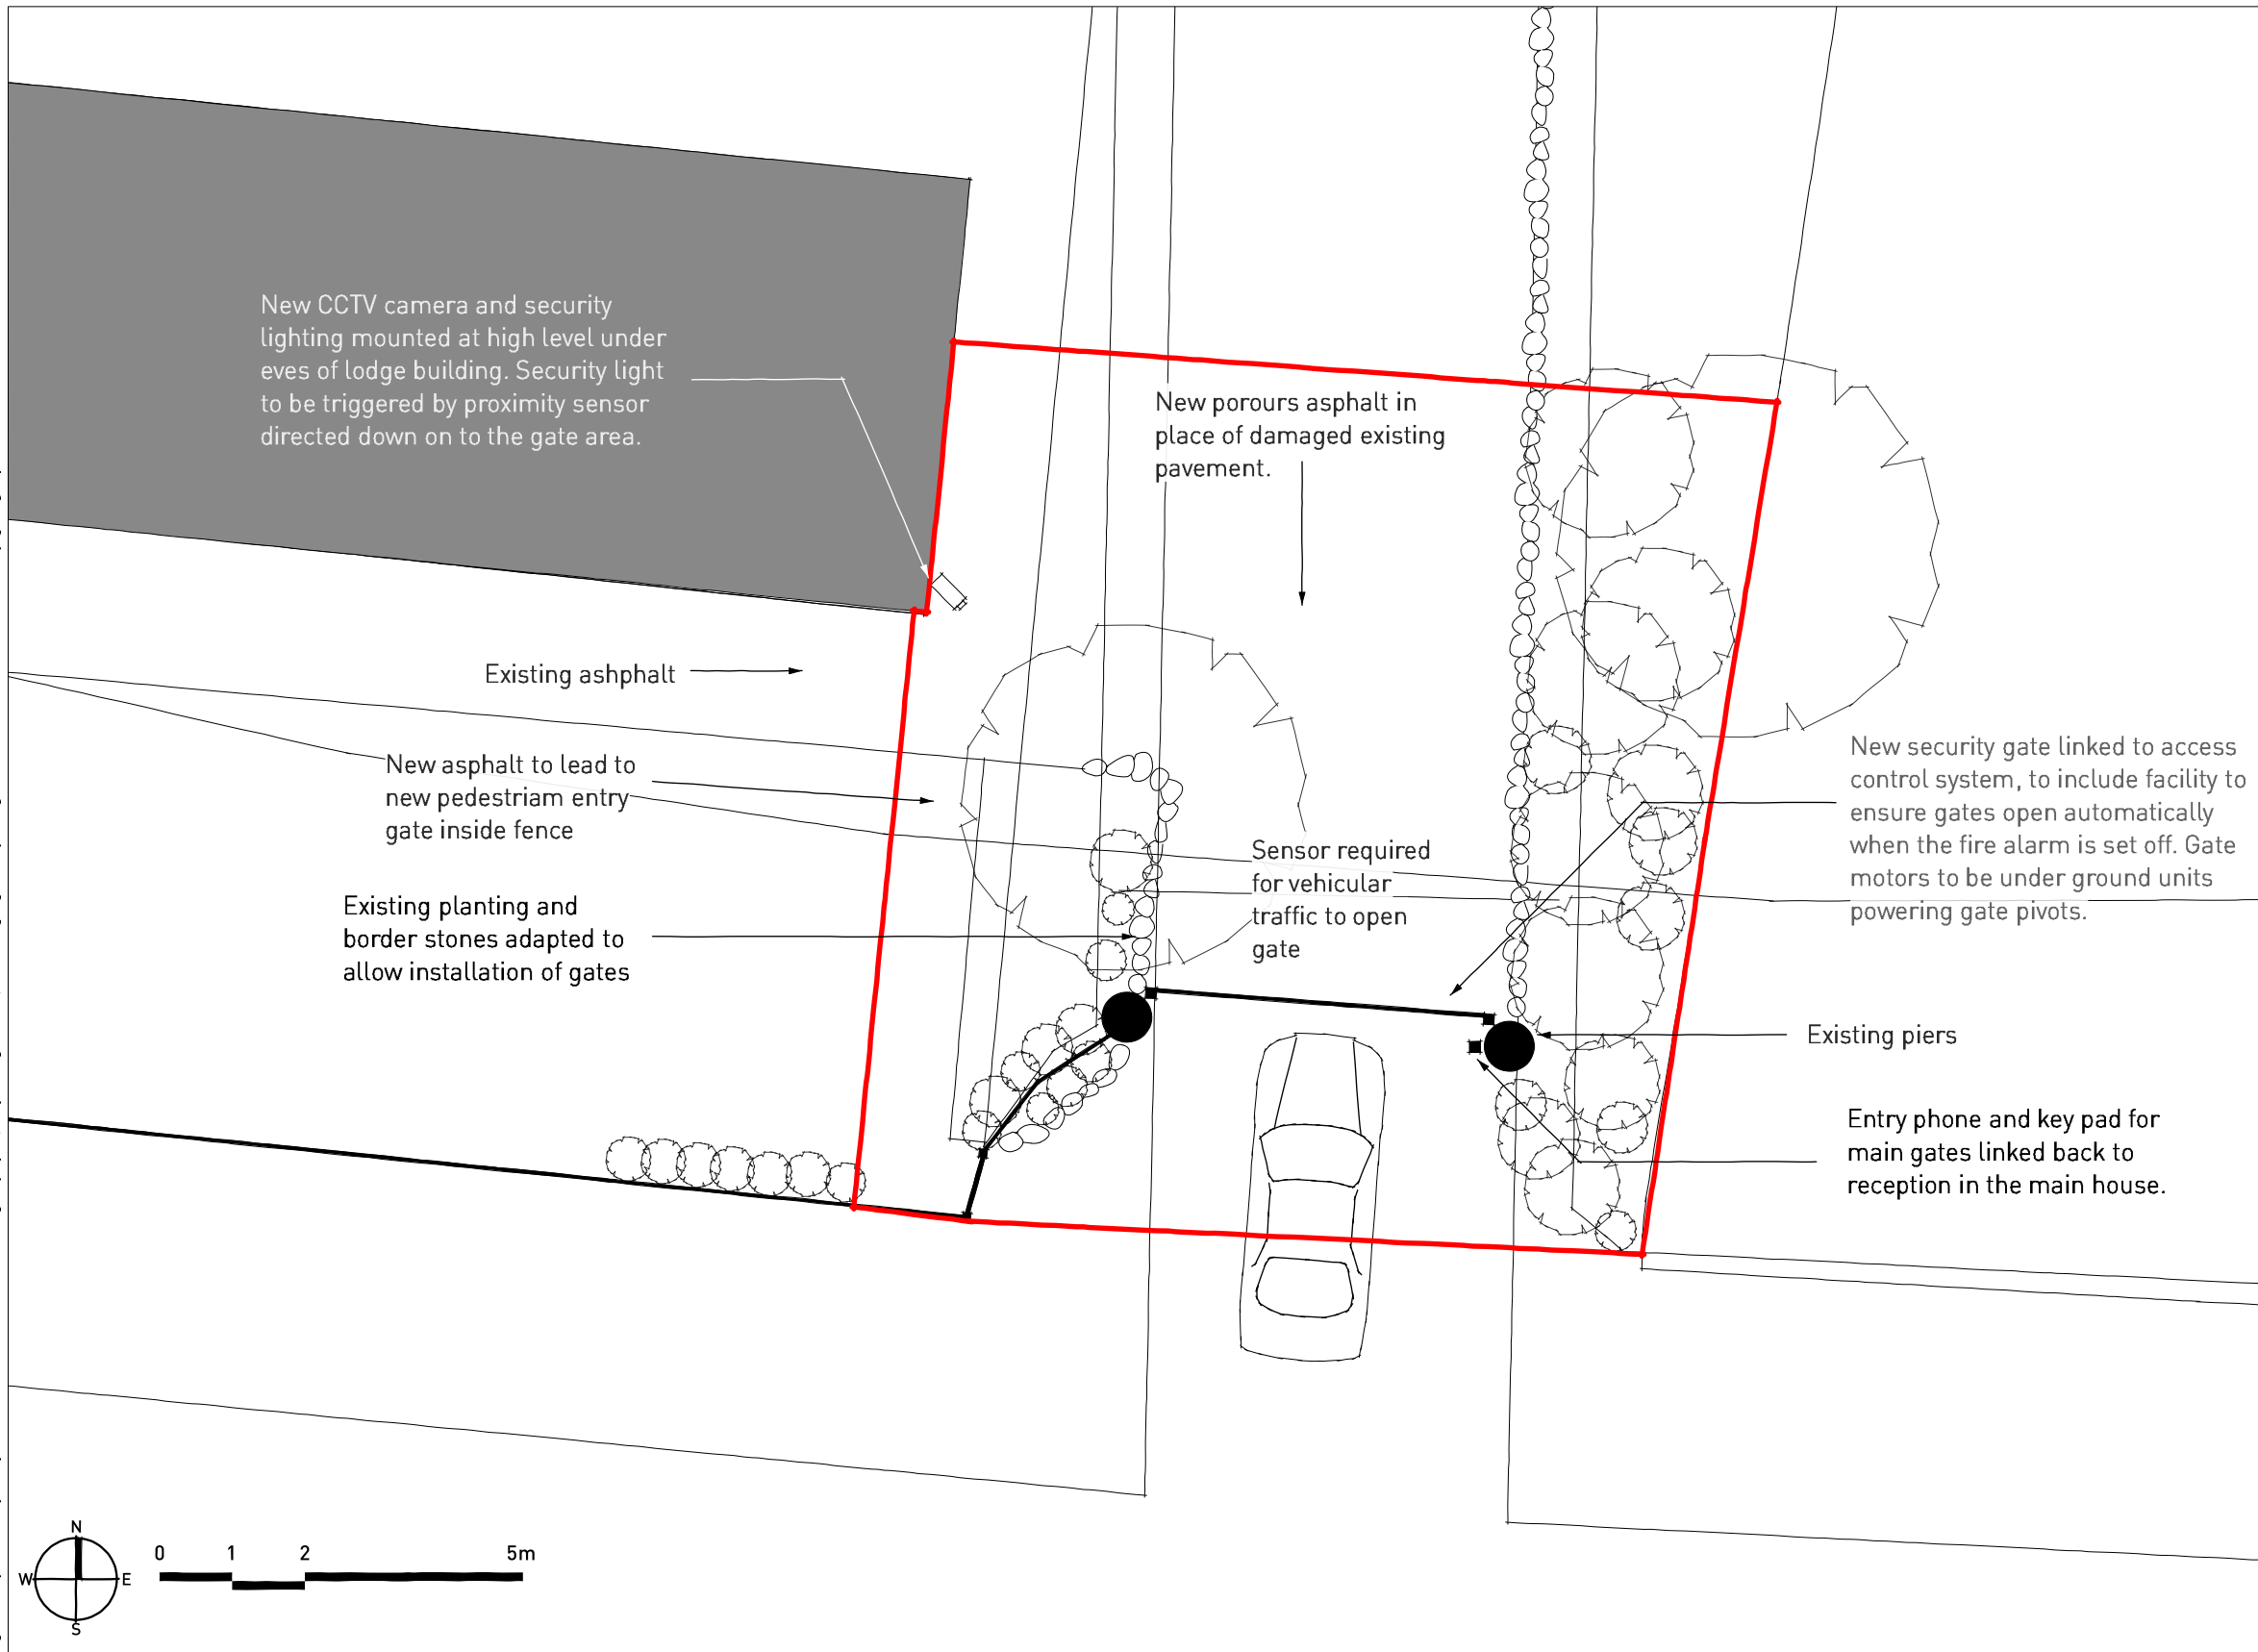 New CCTV camera and security
lighting mounted at high level under
eves of lodge building. Security light
to be triggered by proximity sensor
directed down on to the gate area.
New porours asphalt in
place of damaged existing
pavement.
Existing ashphalt
New asphalt to lead to
new pedestriam entry
gate inside fence
Existing planting and
border stones adapted to
allow installation of gates
Sensor required
for vehicular
traffic to open
gate
New security gate linked to access
control system, to include facility to
ensure gates open automatically
when the fire alarm is set off. Gate
motors to be under ground units
powering gate pivots.
Existing piers
Entry phone and key pad for
main gates linked back to
reception in the main house.
N
W E
S
0 1 2 5m